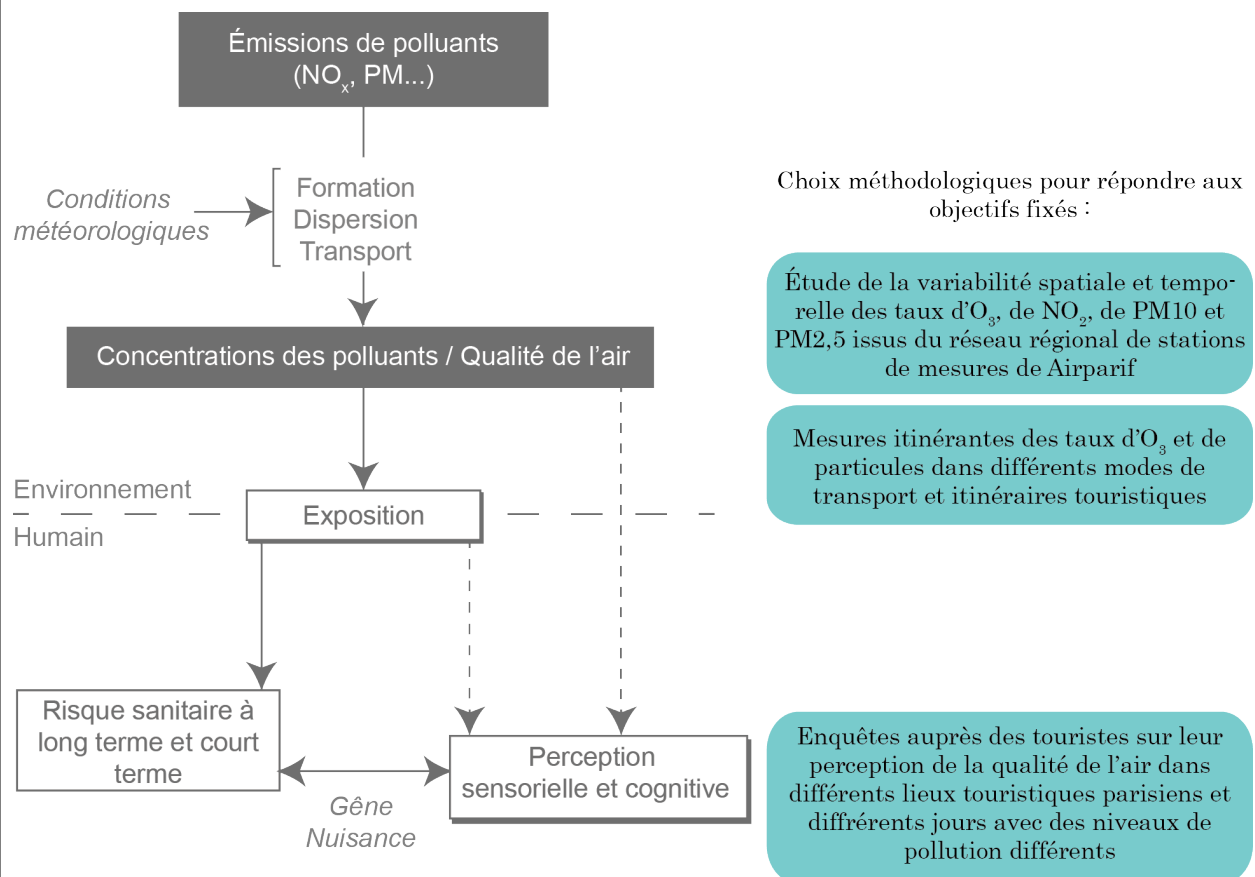 Émissions de polluants
(NOx, PM...)
Conditions
météorologiques
Formation
Dispersion
Transport
Concentrations des polluants / Qualité de l'air
Environnement
Humain
Exposition
Risque sanitaire à
long terme et court
terme
Gêne
Nuisance
Perception
sensorielle et cognitive
Choix méthodologiques pour répondre aux
objectifs fixés :
Étude de la variabilité spatiale et tempo-
relle des taux d'O3, de NO2, de PM10 et
PM2,5 issus du réseau régional de stations
de mesures de Airparif
Mesures itinérantes des taux d'O3 et de
particules dans différents modes de
transport et itinéraires touristiques
Enquêtes auprès des touristes sur leur
perception de la qualité de l'air dans
différents lieux touristiques parisiens et
diffrérents jours avec des niveaux de
pollution différents